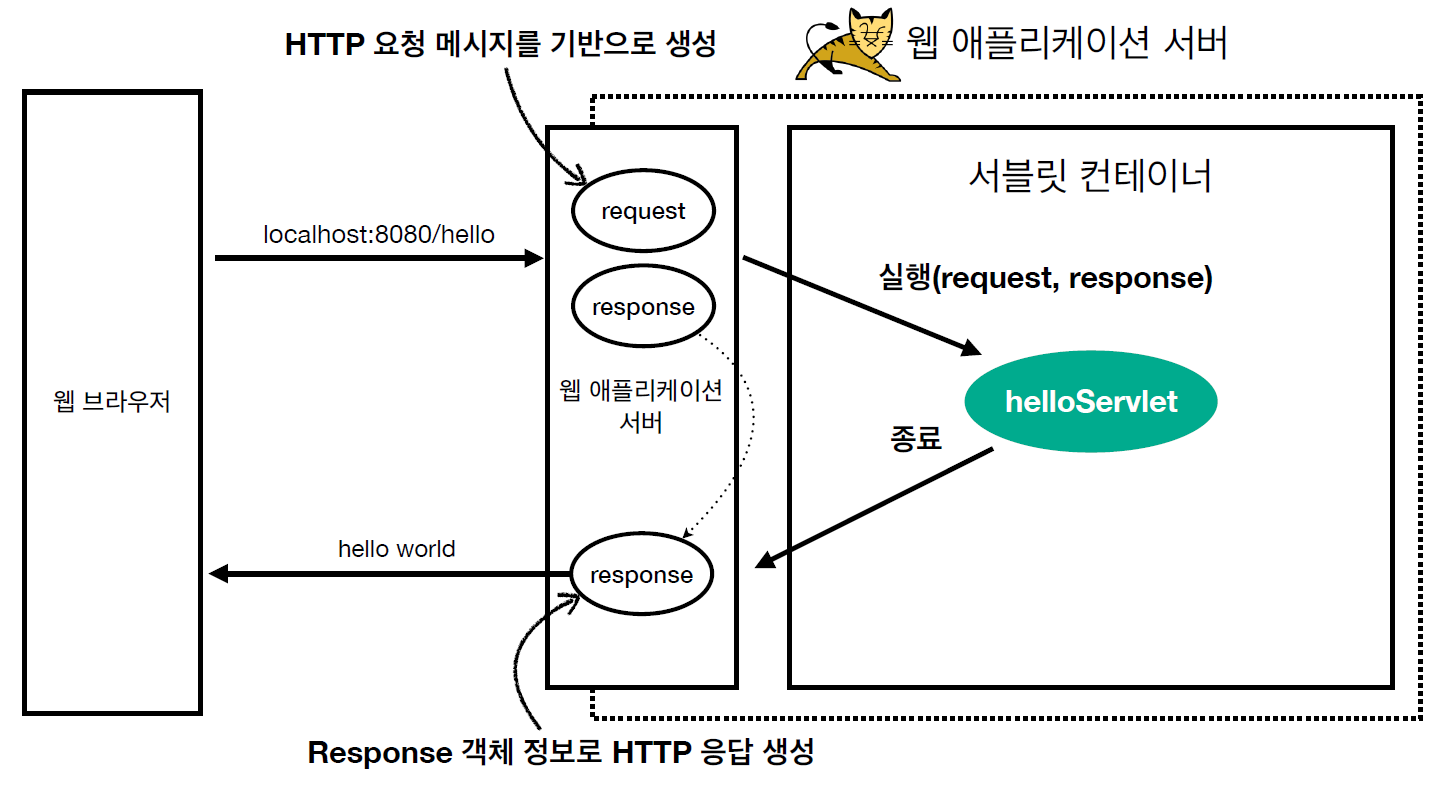 HTTP 요청 메시지를 기반으로 생성
웹 애플리케이션 서버
서블릿 컨테이너
request
localhost:8080/hello
실행(request, response)
response
웹 브라우저
웹 애플리케이션
서버
helloServlet
종료
hello world
response
Response 객체 정보로 HTTP 응답 생성